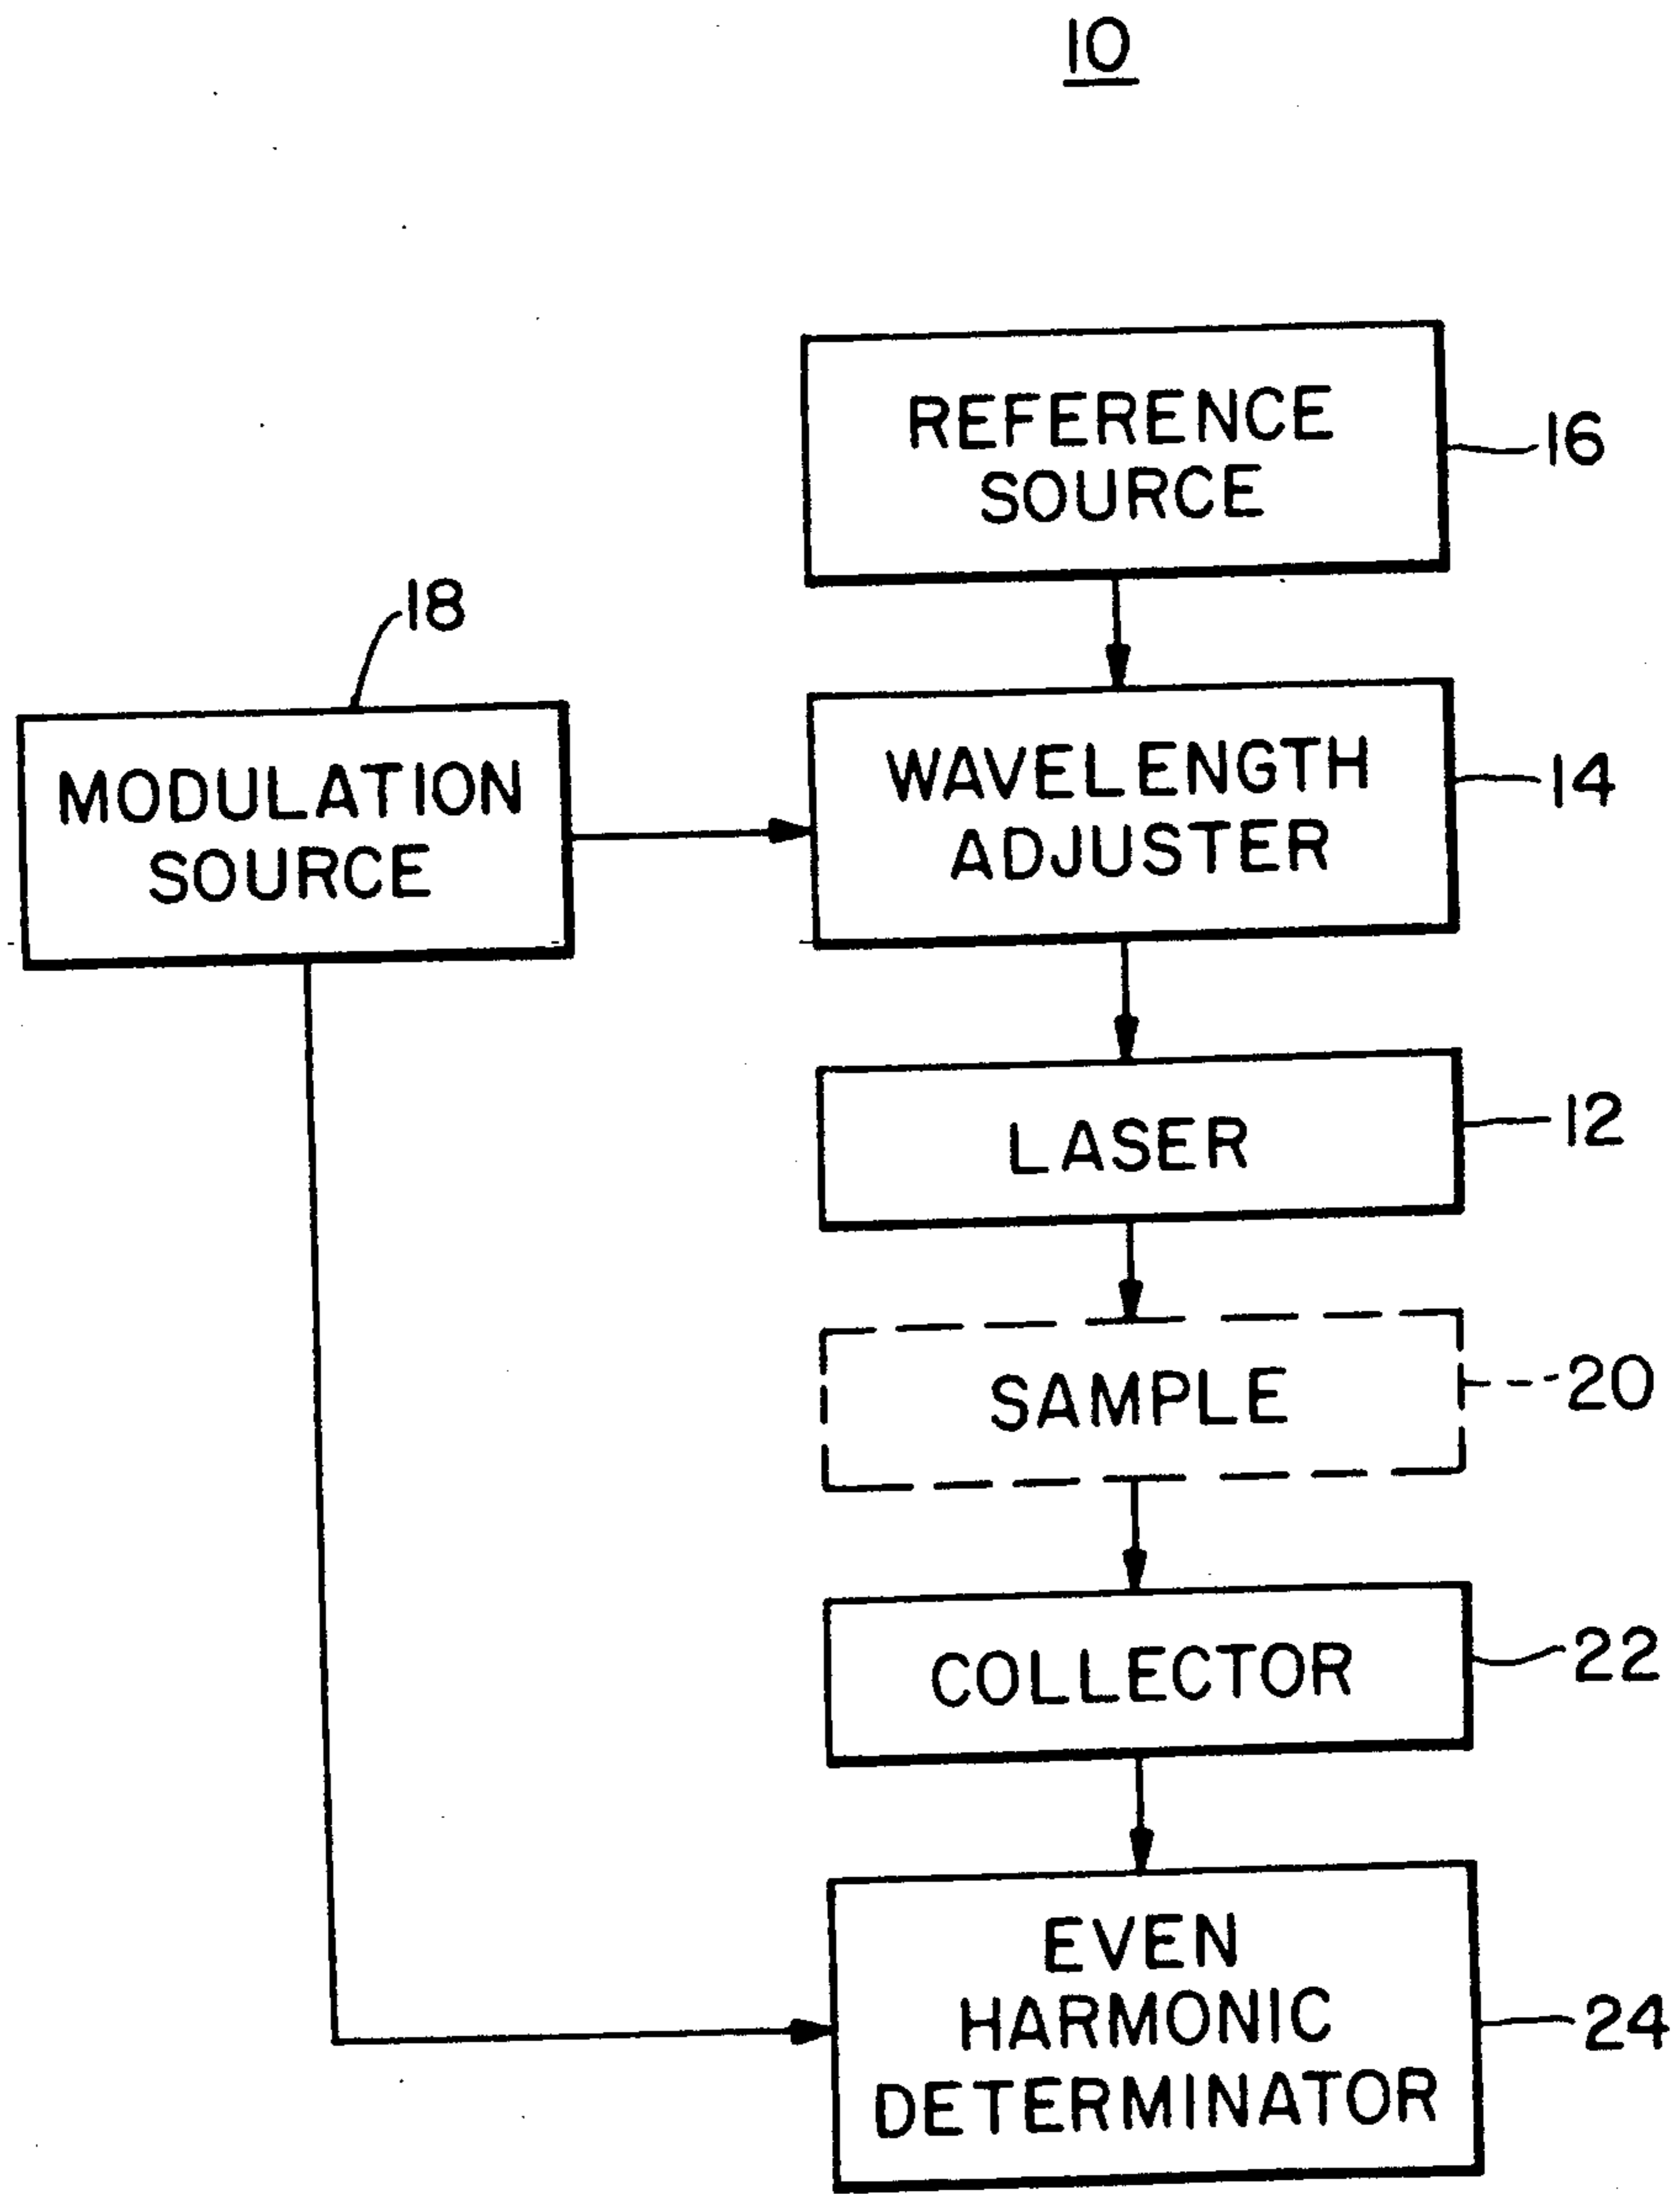 10
REFERENCE
SOURCE
16
18
MODULATION
SOURCE
WAVELENGTH
ADJUSTER
14
LASER
12
SAMPLE
20
COLLECTOR
22
EVEN
HARMONIC
DETERMINATOR
24